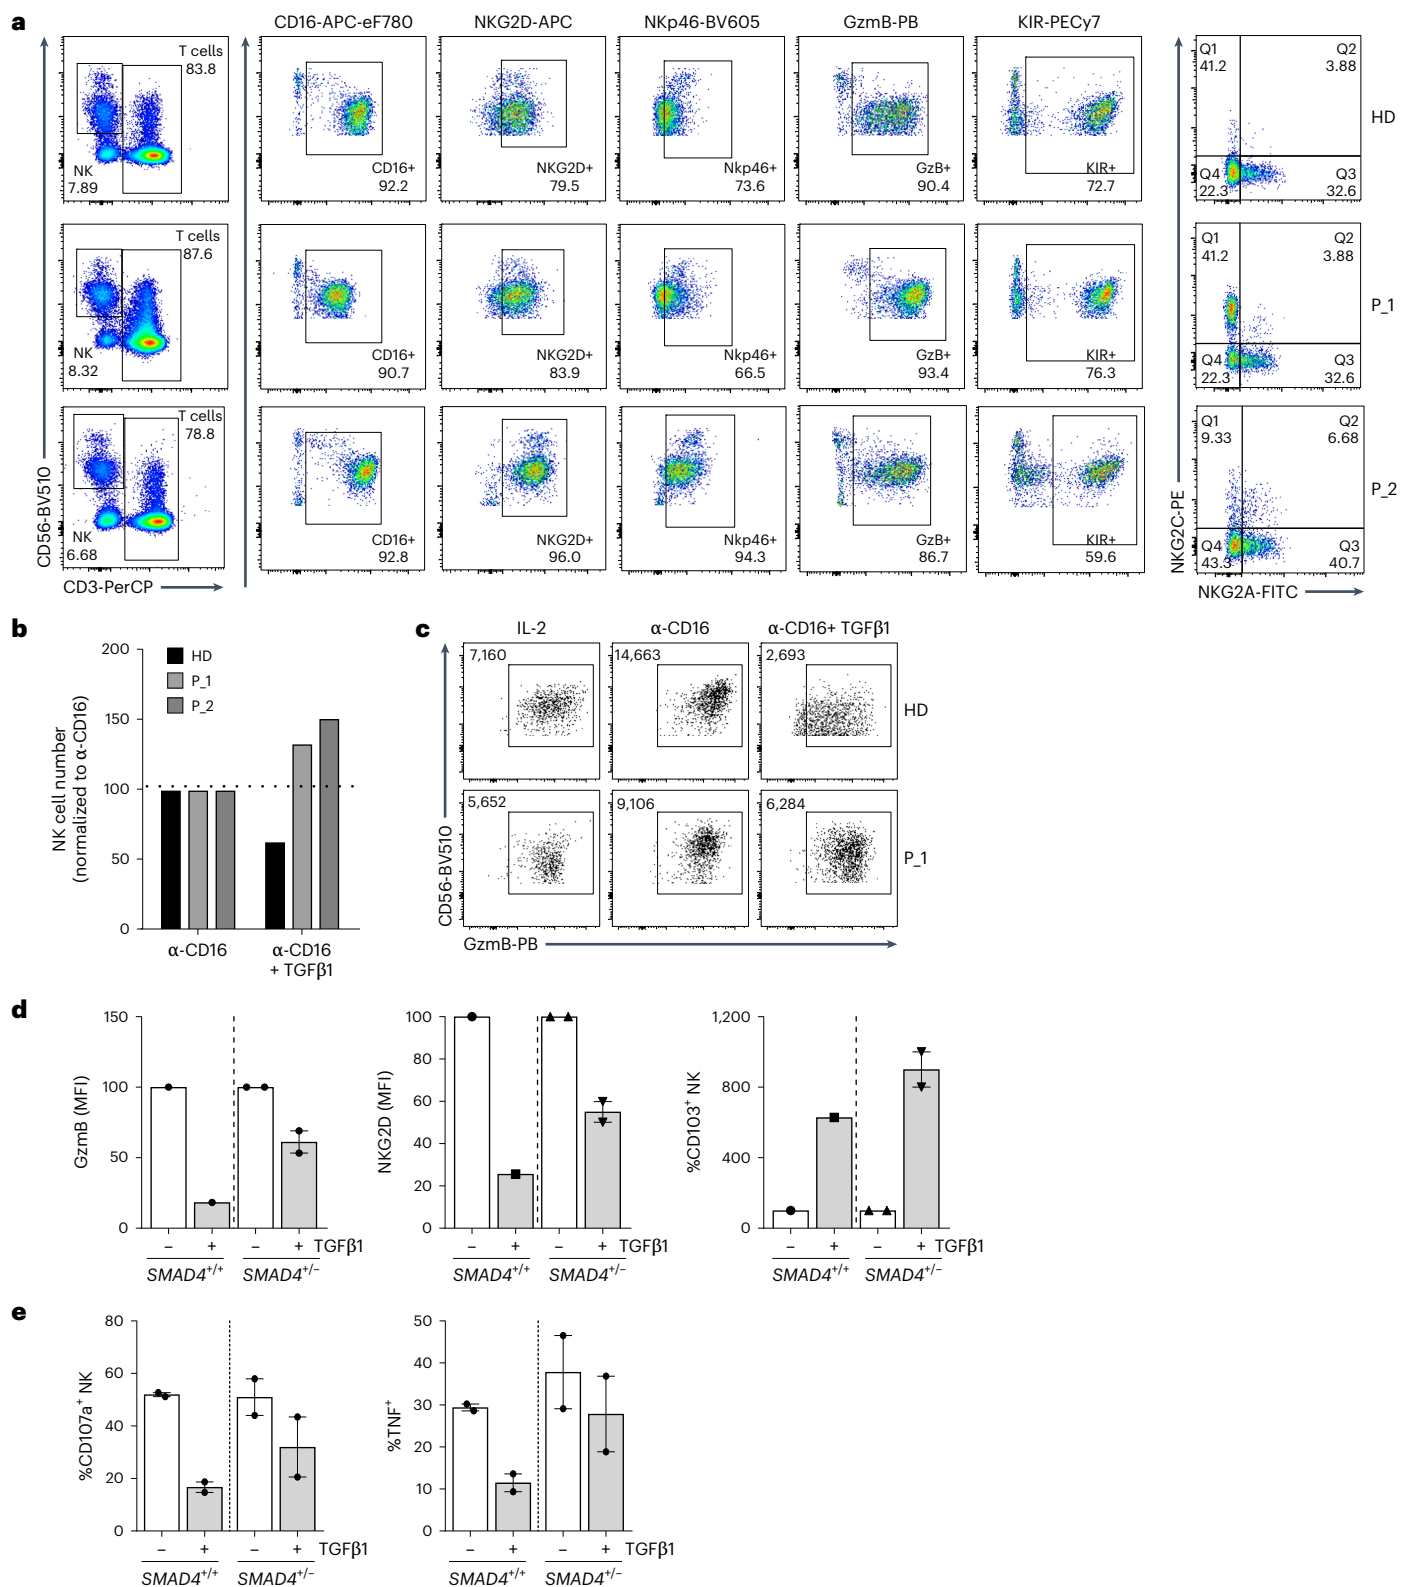 a
CD16-APC-eF780 NKG2D-APC NKp46-BV605 GzmB-PB KIR-PECy7
T cells
83.8
NK
7.89
CD16+
92.2
NKG2D+
79.5
Nkp46+
73.6
GzB+
90.4
KIR+
72.7
Q1
41.2
Q2
3.88
Q4
22.3
Q3
32.6
HD
T cells
87.6
NK
8.32
CD16+
90.7
NKG2D+
83.9
Nkp46+
66.5
GzB+
93.4
KIR+
76.3
Q1
41.2
Q2
3.88
Q4
22.3
Q3
32.6
P_1
T cells
78.8
NK
6.68
CD16+
92.8
NKG2D+
96.0
Nkp46+
94.3
GzB+
86.7
KIR+
59.6
Q1
9.33
Q2
6.68
Q4
43.3
Q3
40.7
P_2
CD56-BV510
CD3-PerCP
NKG2C-PE
NKG2A-FITC
b
NK cell number
(normalized to α-CD16)
200
150
100
50
0
HD
P_1
P_2
α-CD16
α-CD16
+ TGFβ1
c
IL-2 α-CD16 α-CD16+ TGFβ1
7,160
14,663
2,693
HD
5,652
9,106
6,284
P_1
CD56-BV510
GzmB-PB
d
GzmB (MFI)
150
100
50
0
– + – + TGFβ1
SMAD4+/+ SMAD4+/–
NKG2D (MFI)
100
80
60
40
20
0
– + – + TGFβ1
SMAD4+/+ SMAD4+/–
%CD103+ NK
1,200
800
400
0
– + – + TGFβ1
SMAD4+/+ SMAD4+/–
e
%CD107a+ NK
80
60
40
20
0
– + – + TGFβ1
SMAD4+/+ SMAD4+/–
%TNF+
50
40
30
20
10
0
– + – + TGFβ1
SMAD4+/+ SMAD4+/–